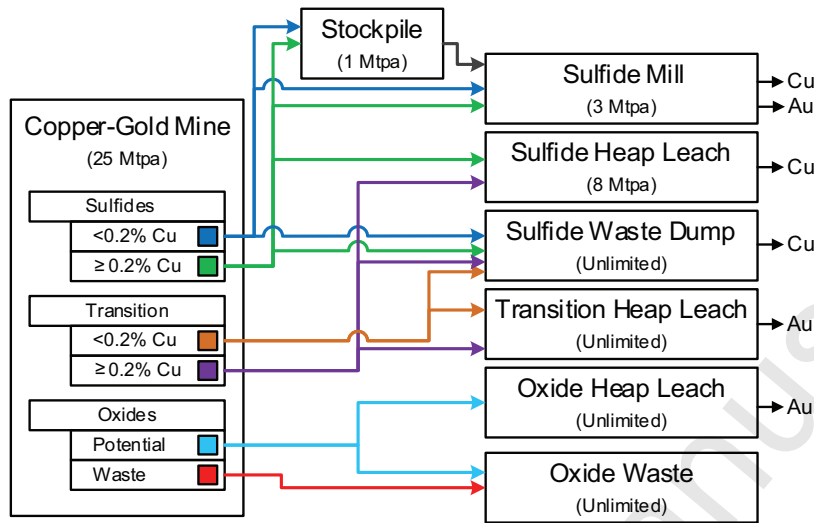 Stockpile
(1 Mtpa)
Sulfide Mill
(3 Mtpa)
Cu
Au
Copper-Gold Mine
(25 Mtpa)
Sulfides
<0.2% Cu
≥ 0.2% Cu
Transition
<0.2% Cu
≥ 0.2% Cu
Oxides
Potential
Waste
Sulfide Heap Leach
(8 Mtpa)
Cu
Sulfide Waste Dump
(Unlimited)
Cu
Transition Heap Leach
(Unlimited)
Au
Oxide Heap Leach
(Unlimited)
Au
Oxide Waste
(Unlimited)